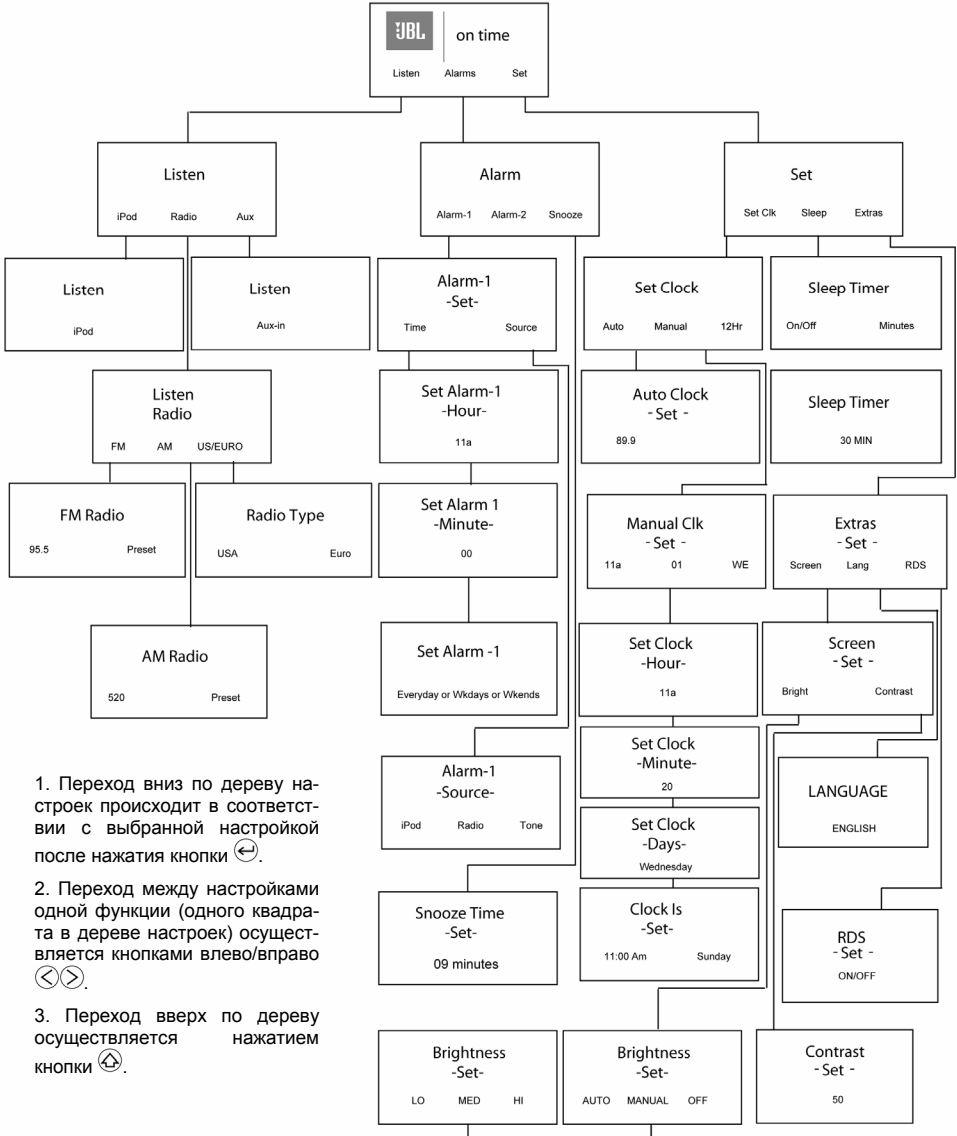 JBL on time
Listen Alarms Set
Listen
iPod Radio Aux
Alarm
Alarm-1 Alarm-2 Snooze
Set
Set Clk Sleep Extras
Listen
iPod
Listen
Aux-in
Alarm-1
-Set-
Time Source
Set Clock
Auto Manual 12Hr
Sleep Timer
On/Off Minutes
Listen
Radio
FM AM US/EURO
Set Alarm-1
-Hour-
11a
Auto Clock
- Set -
89.9
Sleep Timer
30 MIN
FM Radio
95.5 Preset
Radio Type
USA Euro
Set Alarm 1
-Minute-
00
Manual Clk
- Set -
11a 01 WE
Extras
- Set -
Screen Lang RDS
AM Radio
520 Preset
Set Alarm -1
Everyday or Wkdays or Wkends
Set Clock
-Hour-
11a
Screen
- Set -
Bright Contrast
Alarm-1
-Source-
iPod Radio Tone
Set Clock
-Minute-
20
LANGUAGE
ENGLISH
Set Clock
-Days-
Wednesday
Snooze Time
-Set-
09 minutes
Clock Is
-Set-
11:00 Am Sunday
RDS
- Set -
ON/OFF
Brightness
-Set-
LO MED HI
Brightness
-Set-
AUTO MANUAL OFF
Contrast
- Set -
50
1. Переход вниз по дереву на-
строек происходит в соответст-
вии с выбранной настройкой
после нажатия кнопки .
2. Переход между настройками
одной функции (одного квадра-
та в дереве настроек) осущест-
вляется кнопками влево/вправо
.
3. Переход вверх по дереву
осуществляется нажатием
кнопки .